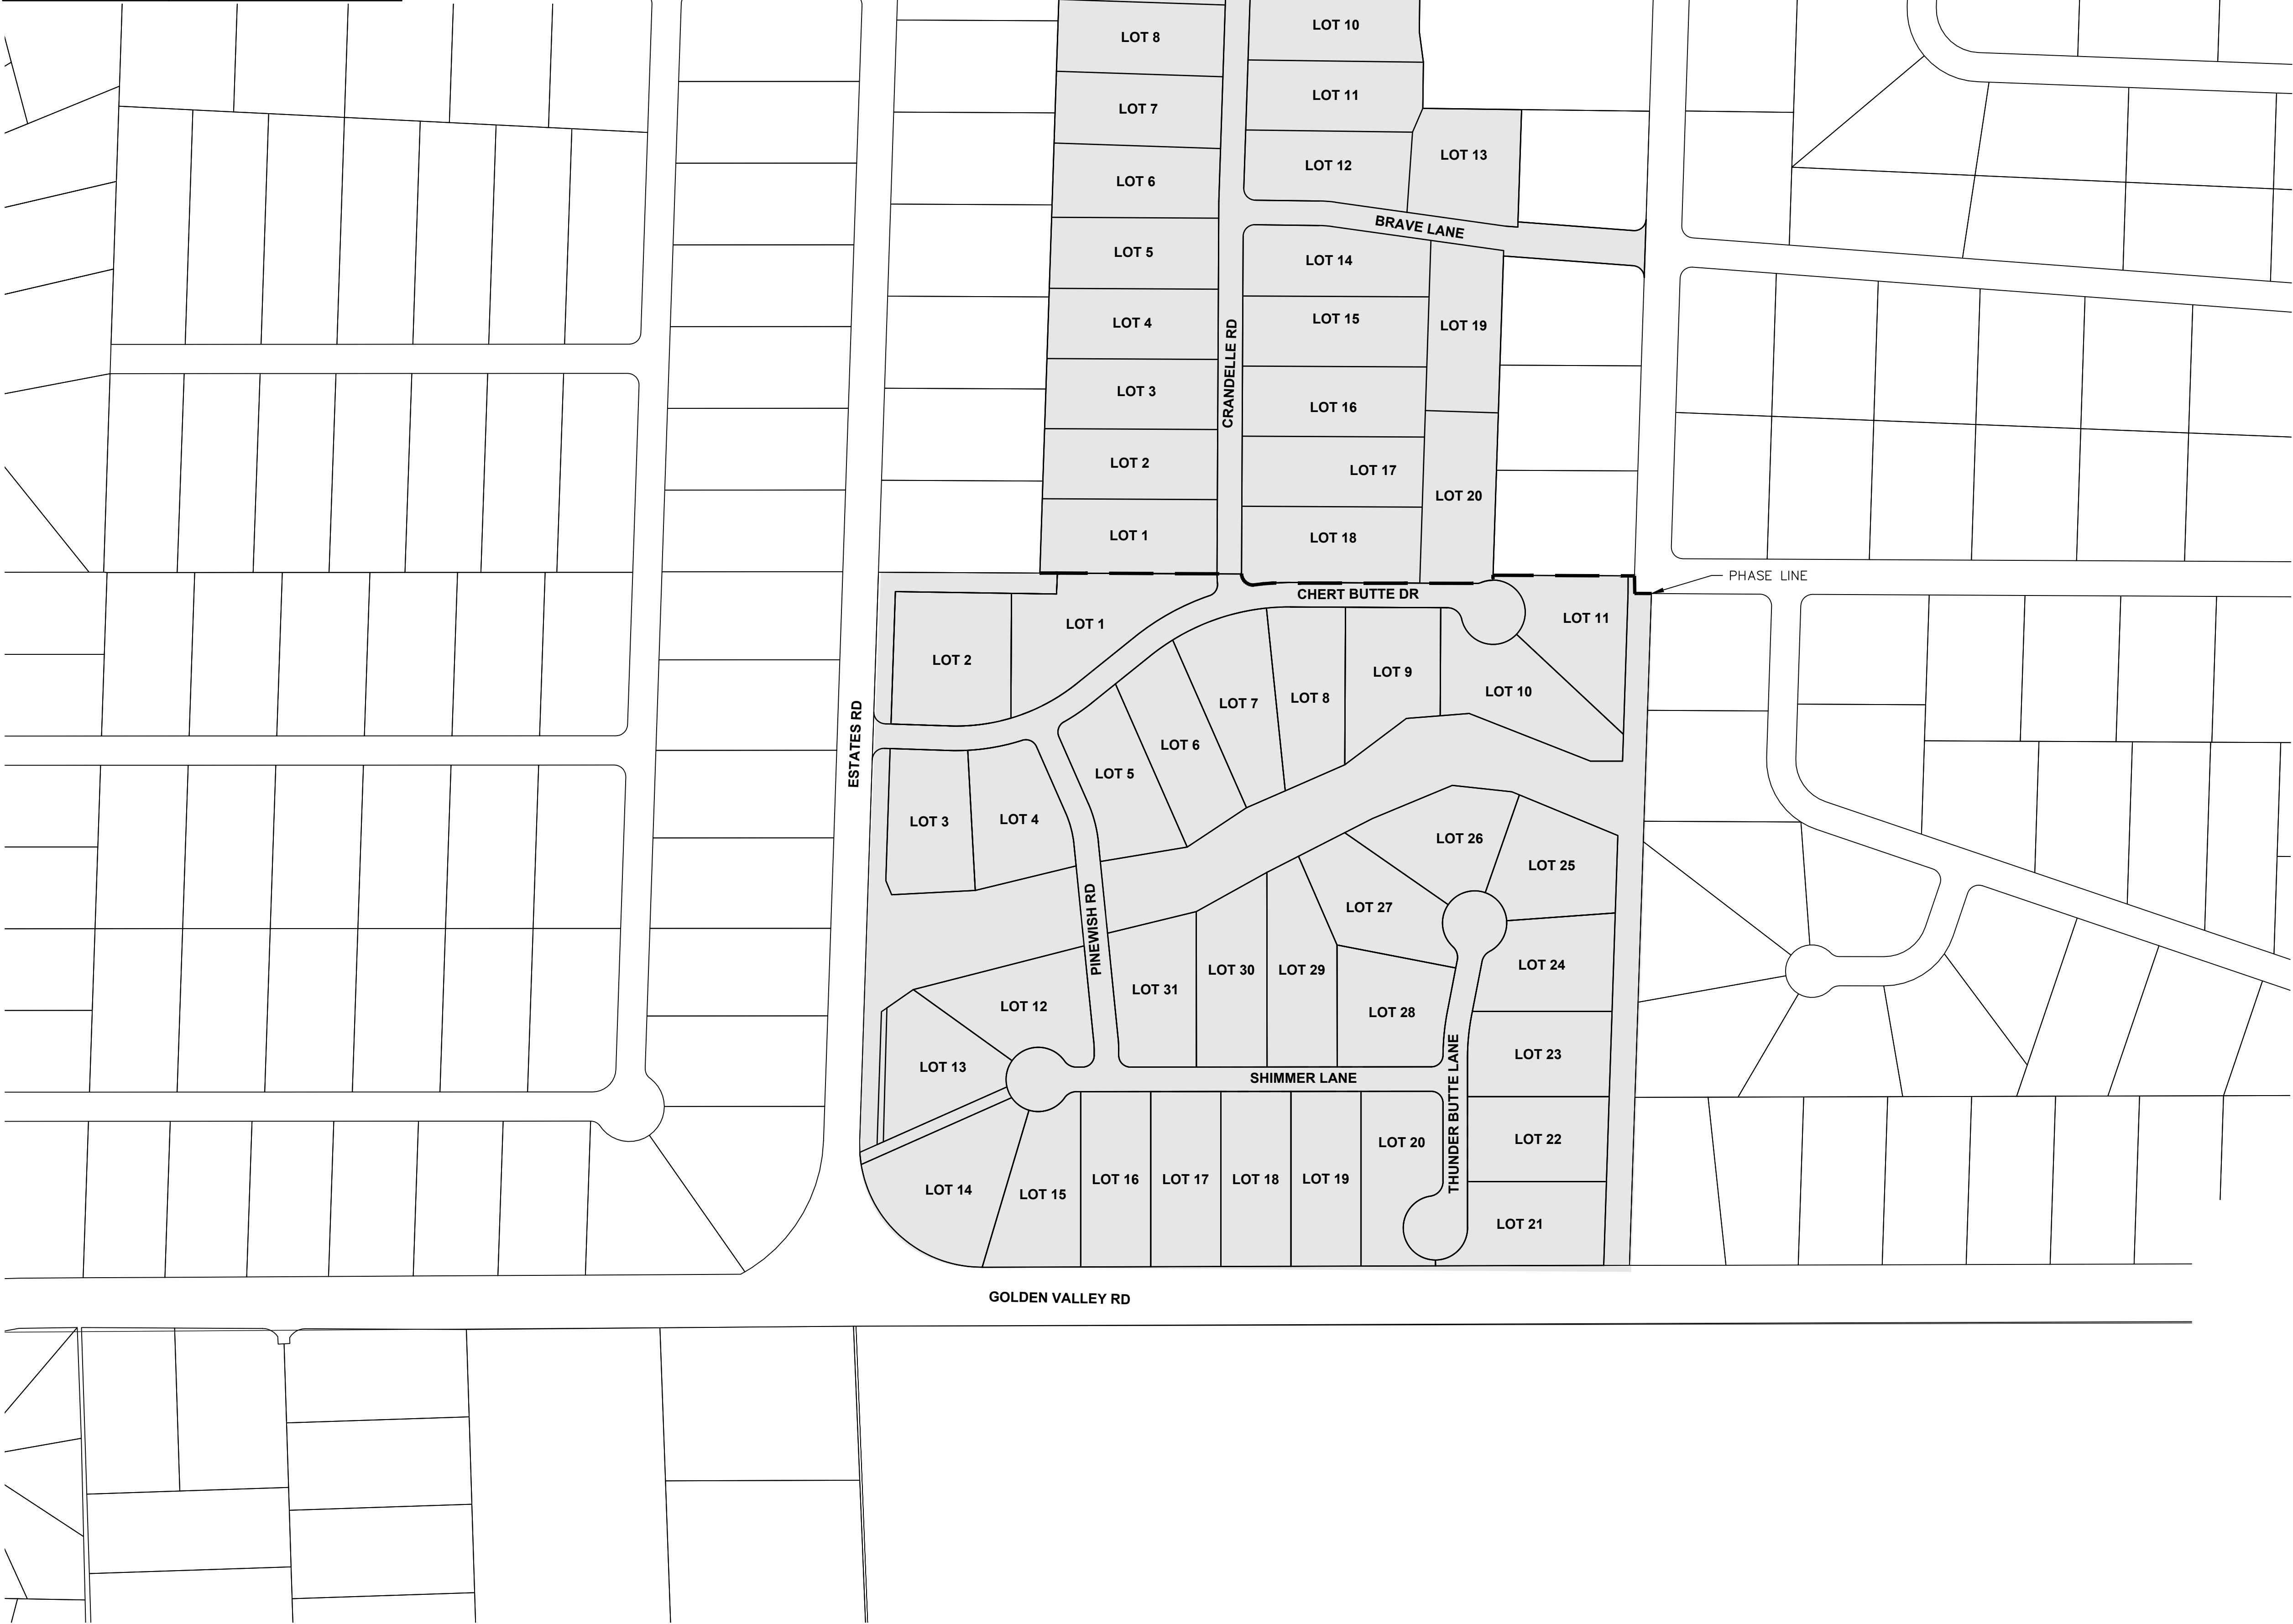 LOT 10
LOT 8
LOT 11
LOT 7
LOT 13
LOT 12
LOT 6
BRAVE LANE
LOT 5
LOT 14
LOT 4
LOT 15
LOT 19
CRANDELLE RD
LOT 3
LOT 16
LOT 2
LOT 17
LOT 20
LOT 1
LOT 18
PHASE LINE
CHERT BUTTE DR
LOT 1
LOT 11
LOT 2
LOT 9
LOT 10
LOT 8
LOT 7
ESTATES RD
LOT 6
LOT 5
LOT 3
LOT 4
LOT 26
LOT 25
LOT 27
PINEWISH RD
LOT 24
LOT 30
LOT 29
LOT 31
LOT 12
LOT 28
LOT 23
LOT 13
SHIMMER LANE
THUNDER BUTTE LANE
LOT 22
LOT 20
LOT 16
LOT 17
LOT 18
LOT 19
LOT 14
LOT 15
LOT 21
GOLDEN VALLEY RD